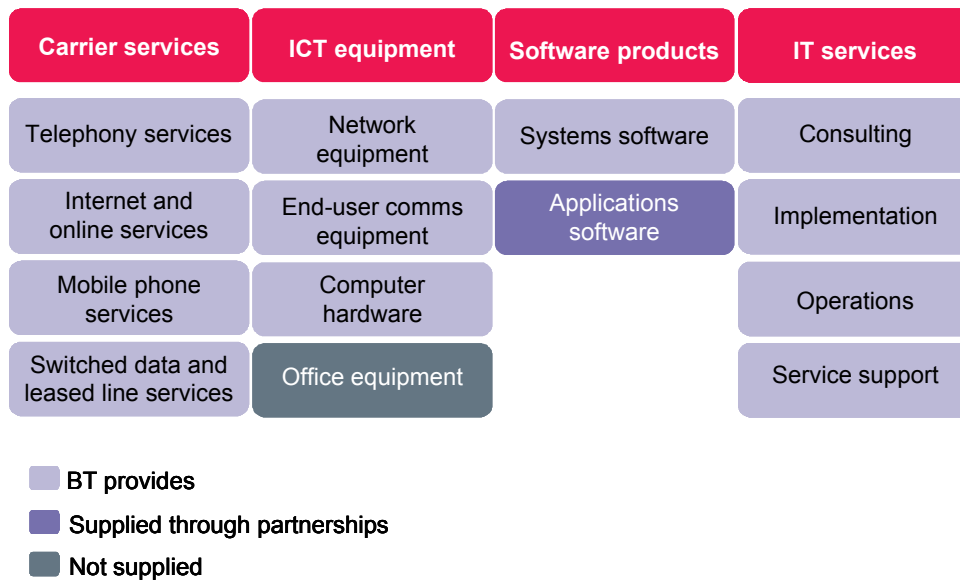 Carrier services
ICT equipment
Software products
IT services
Telephony services
Network
equipment
Systems software
Consulting
Internet and
online services
End-user comms
equipment
Applications
software
Implementation
Mobile phone
services
Computer
hardware
Operations
Switched data and
leased line services
Office equipment
Service support
BT provides
Supplied through partnerships
Not supplied